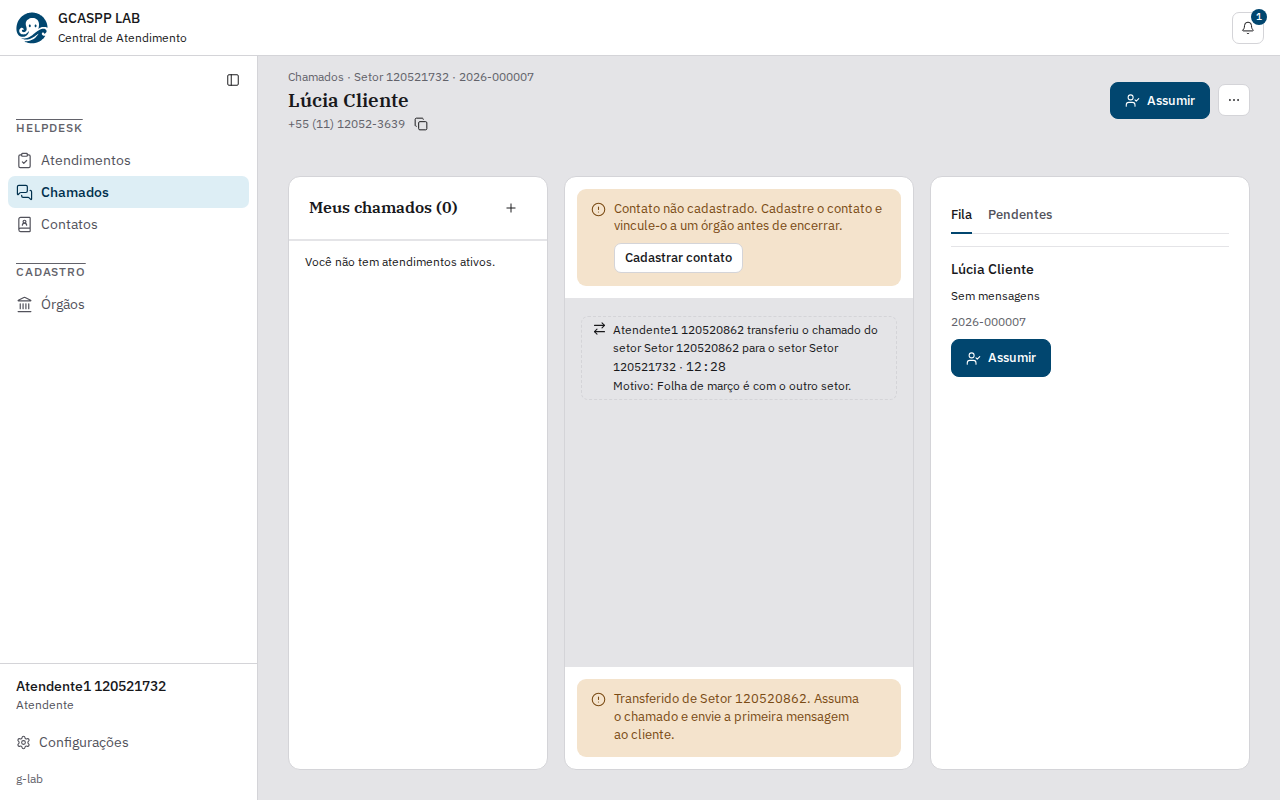 GCASPP LAB
Central de Atendimento
1
HELPDESK
Atendimentos
Chamados
Contatos
CADASTRO
Órgãos
Atendente1 120521732
Atendente
Configurações
g-lab
Chamados · Setor 120521732 · 2026-000007
Lúcia Cliente
+55 (11) 12052-3639
Assumir
Meus chamados (0)
Você não tem atendimentos ativos.
Contato não cadastrado. Cadastre o contato e
vincule-o a um órgão antes de encerrar.
Cadastrar contato
Atendente1 120520862 transferiu o chamado do
setor Setor 120520862 para o setor Setor
120521732 · 12:28
Motivo: Folha de março é com o outro setor.
Transferido de Setor 120520862. Assuma
o chamado e envie a primeira mensagem
ao cliente.
Fila Pendentes
Lúcia Cliente
Sem mensagens
2026-000007
Assumir